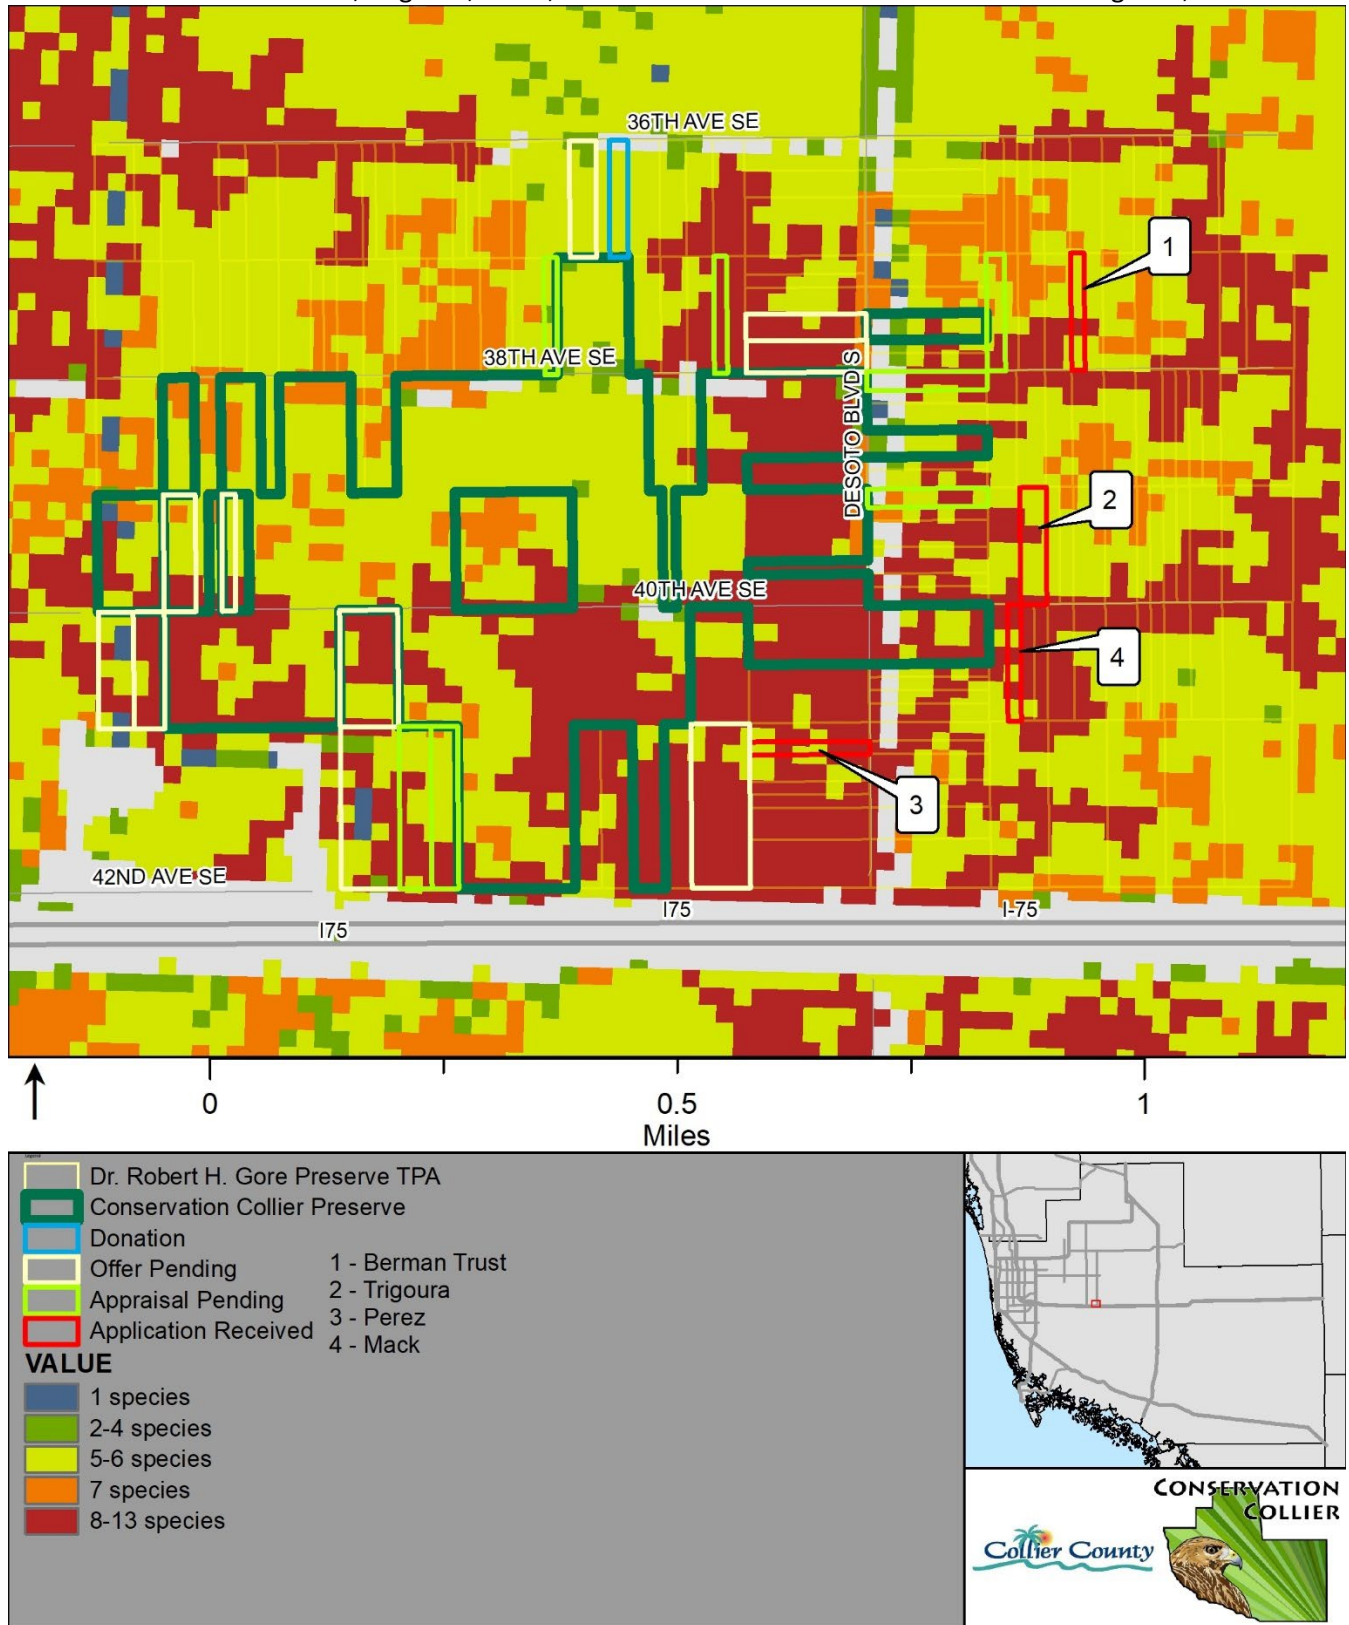 36TH AVE SE
1
38TH AVE SE
DESOTO BLVD S
2
40TH AVE SE
4
3
42ND AVE SE
I75
I75
I-75
0
0.5
1
Miles
Dr. Robert H. Gore Preserve TPA
Conservation Collier Preserve
Donation
Offer Pending
Appraisal Pending
Application Received
1 - Berman Trust
2 - Trigoura
3 - Perez
4 - Mack
VALUE
1 species
2-4 species
5-6 species
7 species
8-13 species
CONSERVATION
COLLIER
Collier County